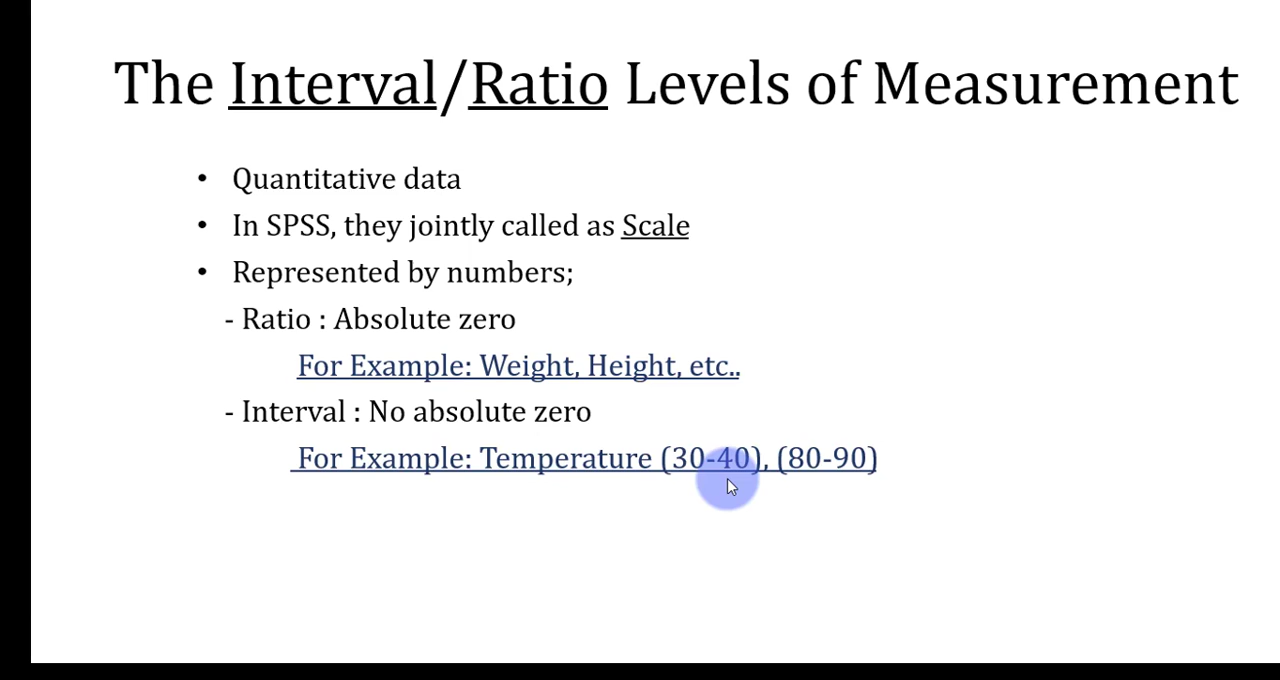 The Interval/Ratio Levels of Measurement
• Quantitative data
• In SPSS, they jointly called as Scale
• Represented by numbers;
- Ratio : Absolute zero
For Example: Weight, Height, etc..
- Interval : No absolute zero
For Example: Temperature (30-40), (80-90)